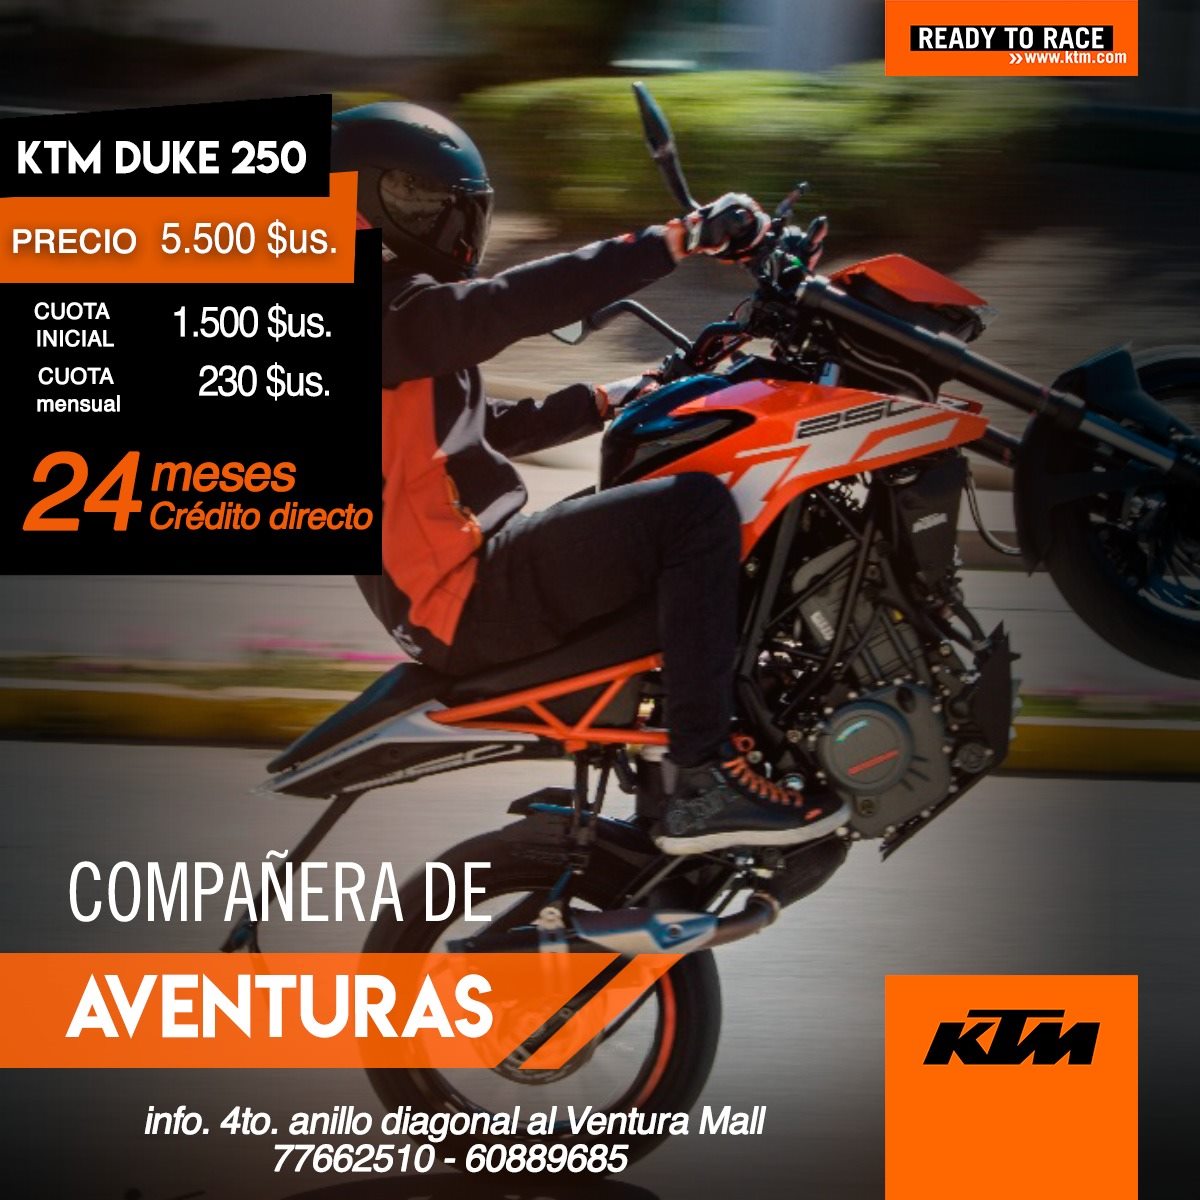 READY TO RACE
»www.ktm.com
KTM DUKE 250
PRECIO 5.500 $us.
CUOTA INICIAL 1.500 $us.
CUOTA mensual 230 $us.
24 meses
Crédito directo
250
COMPAÑERA DE
AVENTURAS
KTM
info. 4to. anillo diagonal al Ventura Mall
77662510 - 60889685